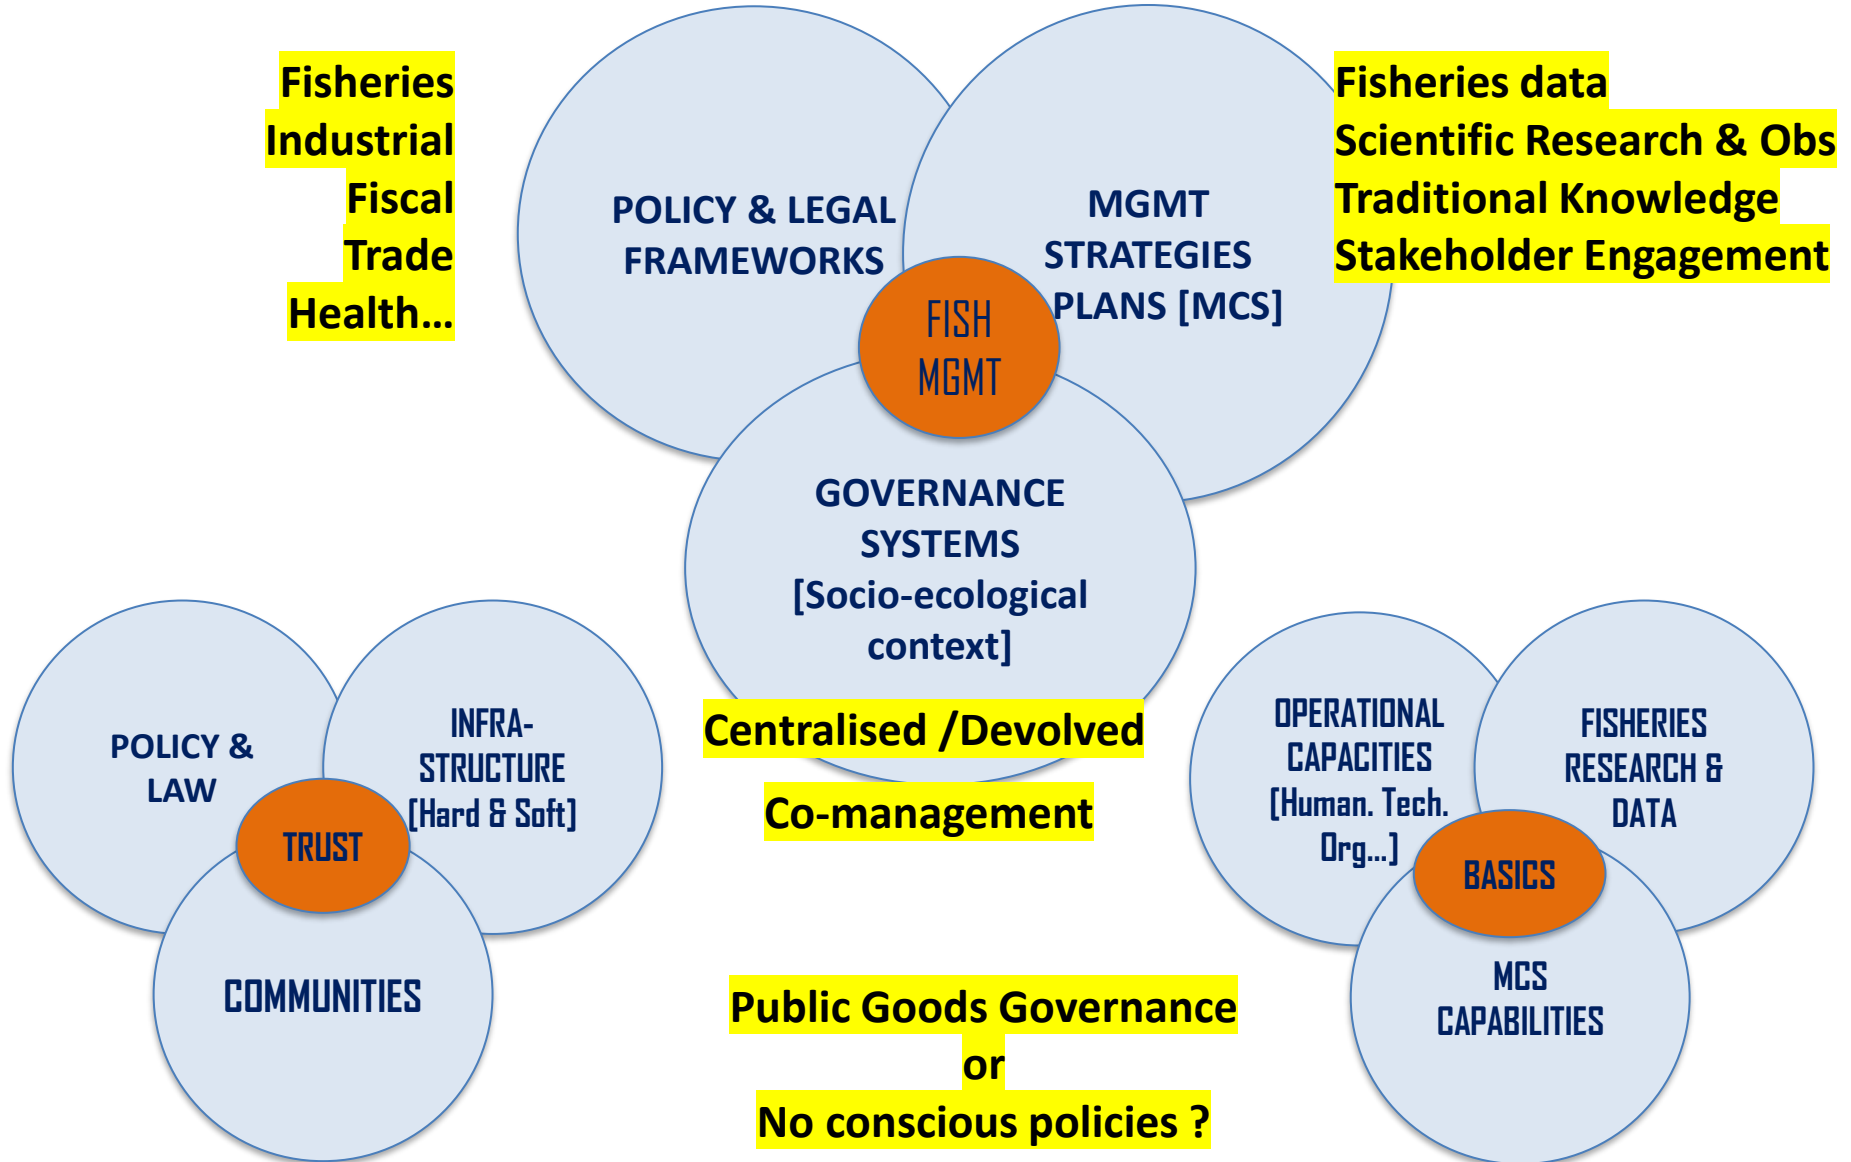 Fisheries
Industrial
Fiscal
Trade
Health...
POLICY & LEGAL
FRAMEWORKS
MGMT
STRATEGIES
PLANS [MCS]
Fisheries data
Scientific Research & Obs
Traditional Knowledge
Stakeholder Engagement
FISH
MGMT
GOVERNANCE
SYSTEMS
[Socio-ecological
context]
Centralised /Devolved
Co-management
POLICY &
LAW
INFRA-
STRUCTURE
[Hard & Soft]
TRUST
COMMUNITIES
OPERATIONAL
CAPACITIES
[Human. Tech.
Org...]
FISHERIES
RESEARCH &
DATA
BASICS
MCS
CAPABILITIES
Public Goods Governance
or
No conscious policies ?